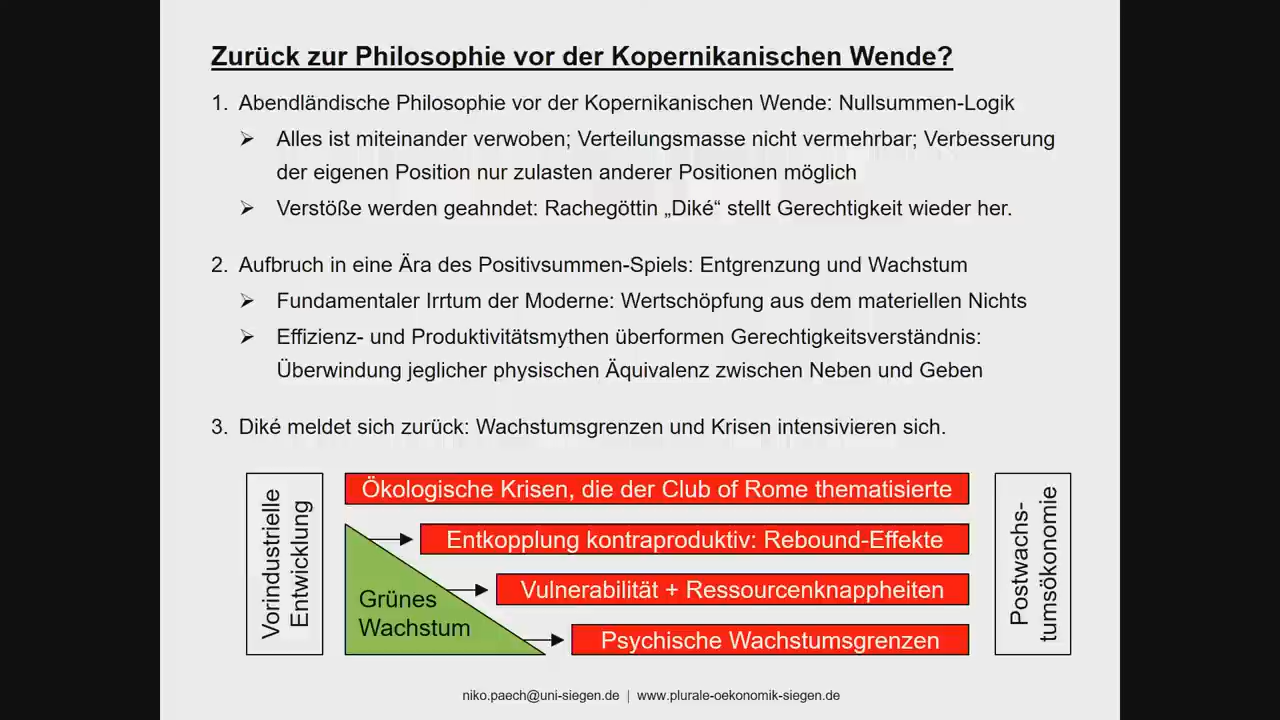 Zurück zur Philosophie vor der Kopernikanischen Wende?
1. Abendländische Philosophie vor der Kopernikanischen Wende: Nullsummen-Logik
➢ Alles ist miteinander verwoben; Verteilungsmasse nicht vermehrbar; Verbesserung
der eigenen Position nur zulasten anderer Positionen möglich
➢ Verstöße werden geahndet: Rachegöttin „Diké“ stellt Gerechtigkeit wieder her.
2. Aufbruch in eine Ära des Positivsummen-Spiels: Entgrenzung und Wachstum
➢ Fundamentaler Irrtum der Moderne: Wertschöpfung aus dem materiellen Nichts
➢ Effizienz- und Produktivitätsmythen überformen Gerechtigkeitsverständnis:
Überwindung jeglicher physischen Äquivalenz zwischen Neben und Geben
3. Diké meldet sich zurück: Wachstumsgrenzen und Krisen intensivieren sich.
Vorindustrielle
Entwicklung
Ökologische Krisen, die der Club of Rome thematisierte
Entkopplung kontraproduktiv: Rebound-Effekte
Vulnerabilität + Ressourcenknappheiten
Psychische Wachstumsgrenzen
Grünes
Wachstum
Postwachs-
tumsökonomie
niko.paech@uni-siegen.de | www.plurale-oekonomik-siegen.de